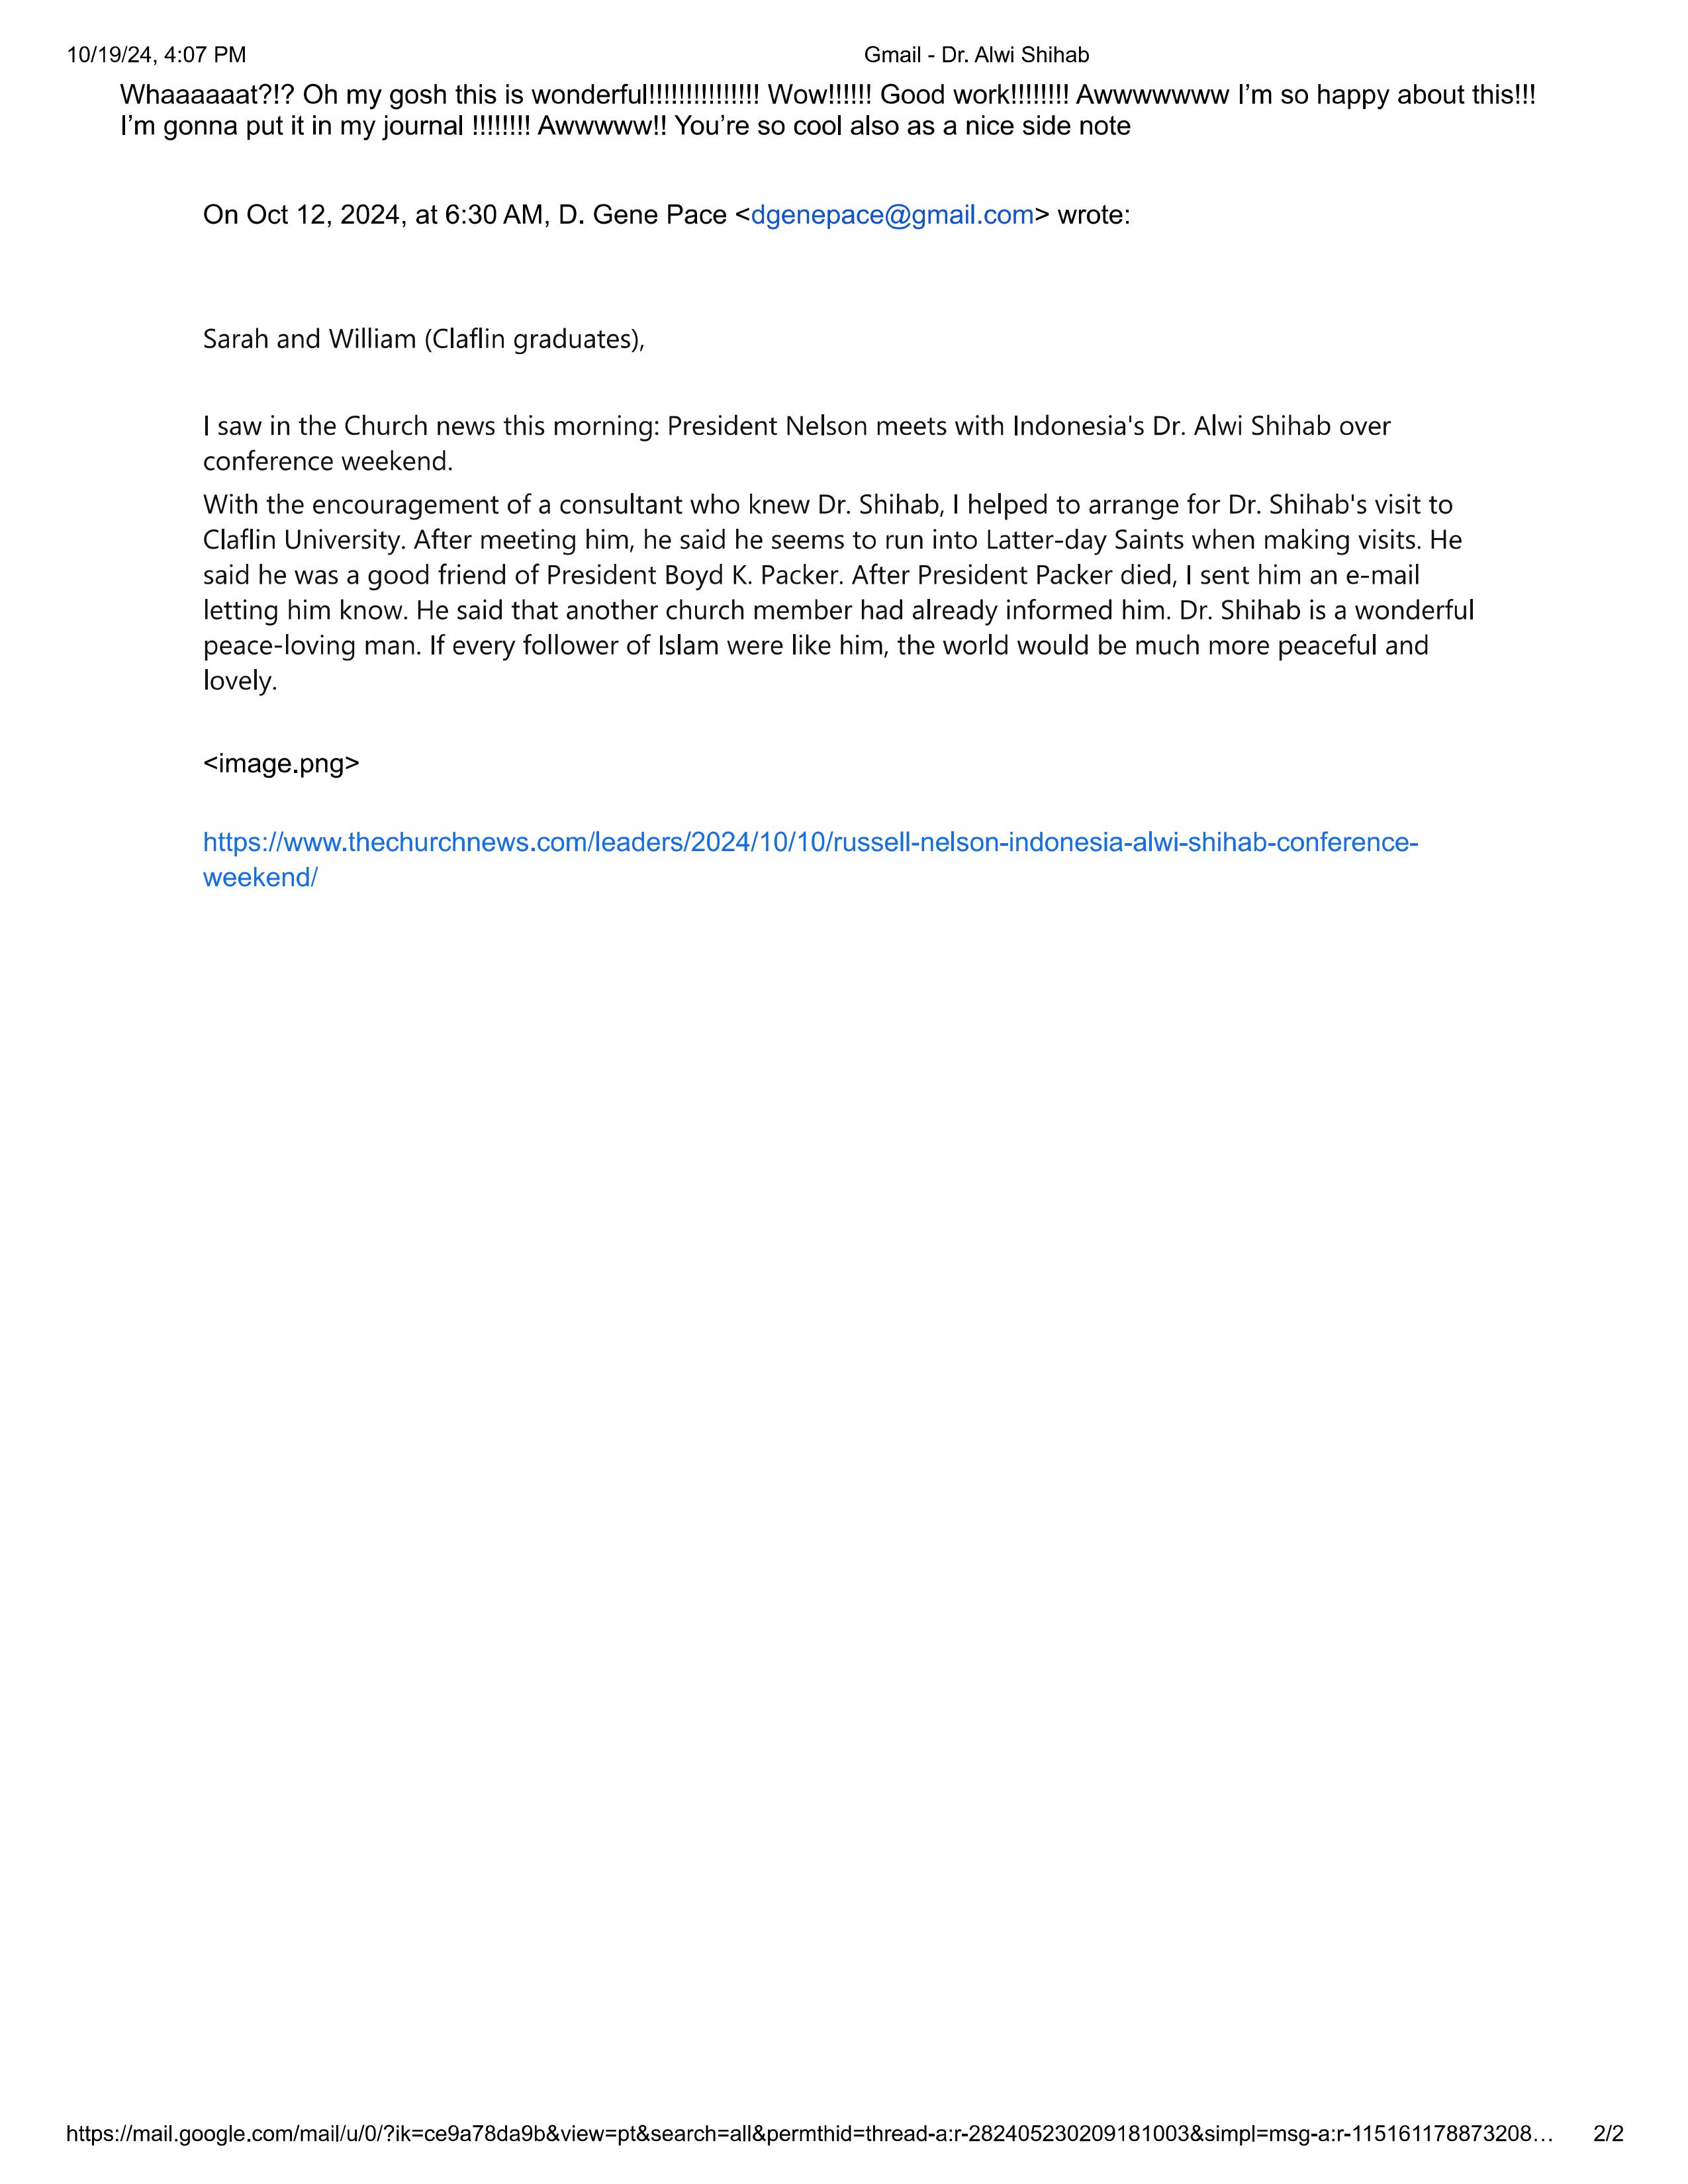 10/19/24, 4:07 PM Gmail - Dr. Alwi Shihab
Whaaaaaat?!? Oh my gosh this is wonderful!!!!!!!!!!!!!!! Wow!!!!!! Good work!!!!!!!! Awwwwwww I’m so happy about this!!!
I’m gonna put it in my journal !!!!!!!! Awwwww!! You’re so cool also as a nice side note
On Oct 12, 2024, at 6:30 AM, D. Gene Pace <dgenepace@gmail.com> wrote:
Sarah and William (Claflin graduates),
I saw in the Church news this morning: President Nelson meets with Indonesia's Dr. Alwi Shihab over
conference weekend.
With the encouragement of a consultant who knew Dr. Shihab, I helped to arrange for Dr. Shihab's visit to
Claflin University. After meeting him, he said he seems to run into Latter-day Saints when making visits. He
said he was a good friend of President Boyd K. Packer. After President Packer died, I sent him an e-mail
letting him know. He said that another church member had already informed him. Dr. Shihab is a wonderful
peace-loving man. If every follower of Islam were like him, the world would be much more peaceful and
lovely.
<image.png>
https://www.thechurchnews.com/leaders/2024/10/10/russell-nelson-indonesia-alwi-shihab-conference-
weekend/
https://mail.google.com/mail/u/0/?ik=ce9a78da9b&view=pt&search=all&permthid=thread-a:r-282405230209181003&simpl=msg-a:r-115161178873208… 2/2